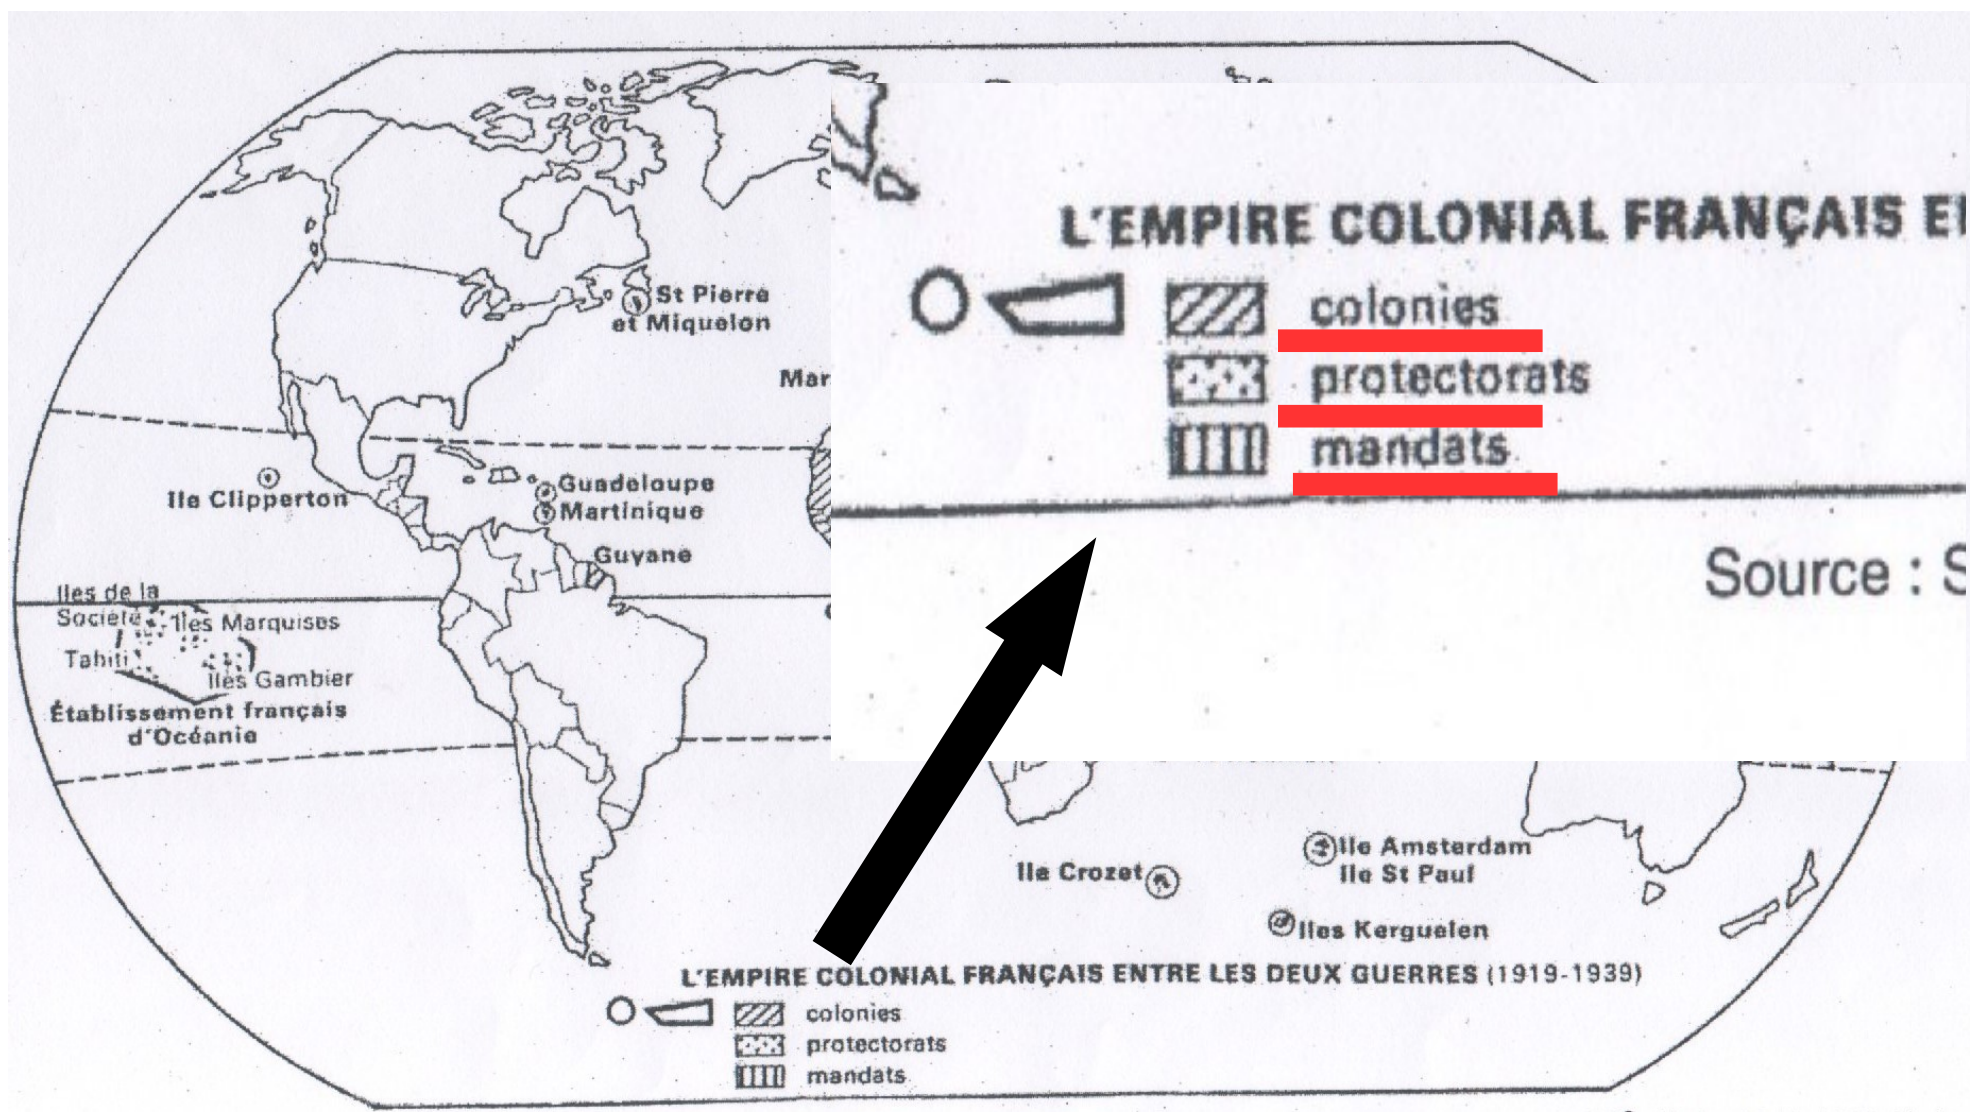 St Pierre
et Miquelon
Mar
Ile Clipperton
Guadeloupe
Martinique
Guyane
Iles de la
Société
Iles Marquises
Tahiti
Iles Gambier
Établissement français
d'Océanie
L'EMPIRE COLONIAL FRANÇAIS E
colonies
protectorats
mandats
Source : S
Ile Crozet
Ile Amsterdam
Ile St Paul
Iles Kerguelen
L'EMPIRE COLONIAL FRANÇAIS ENTRE LES DEUX GUERRES (1919-1939)
colonies
protectorats
mandats